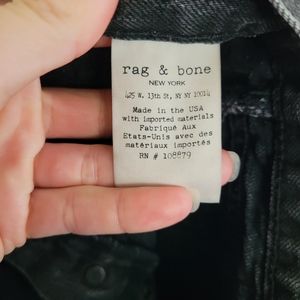 rag & bone
NEW YORK
425 W. 13th St, NY NY 10014
Made in the USA
with imported materials
Fabriqué Aux
Etats-Unis avec des
matériaux importés
RN # 108879